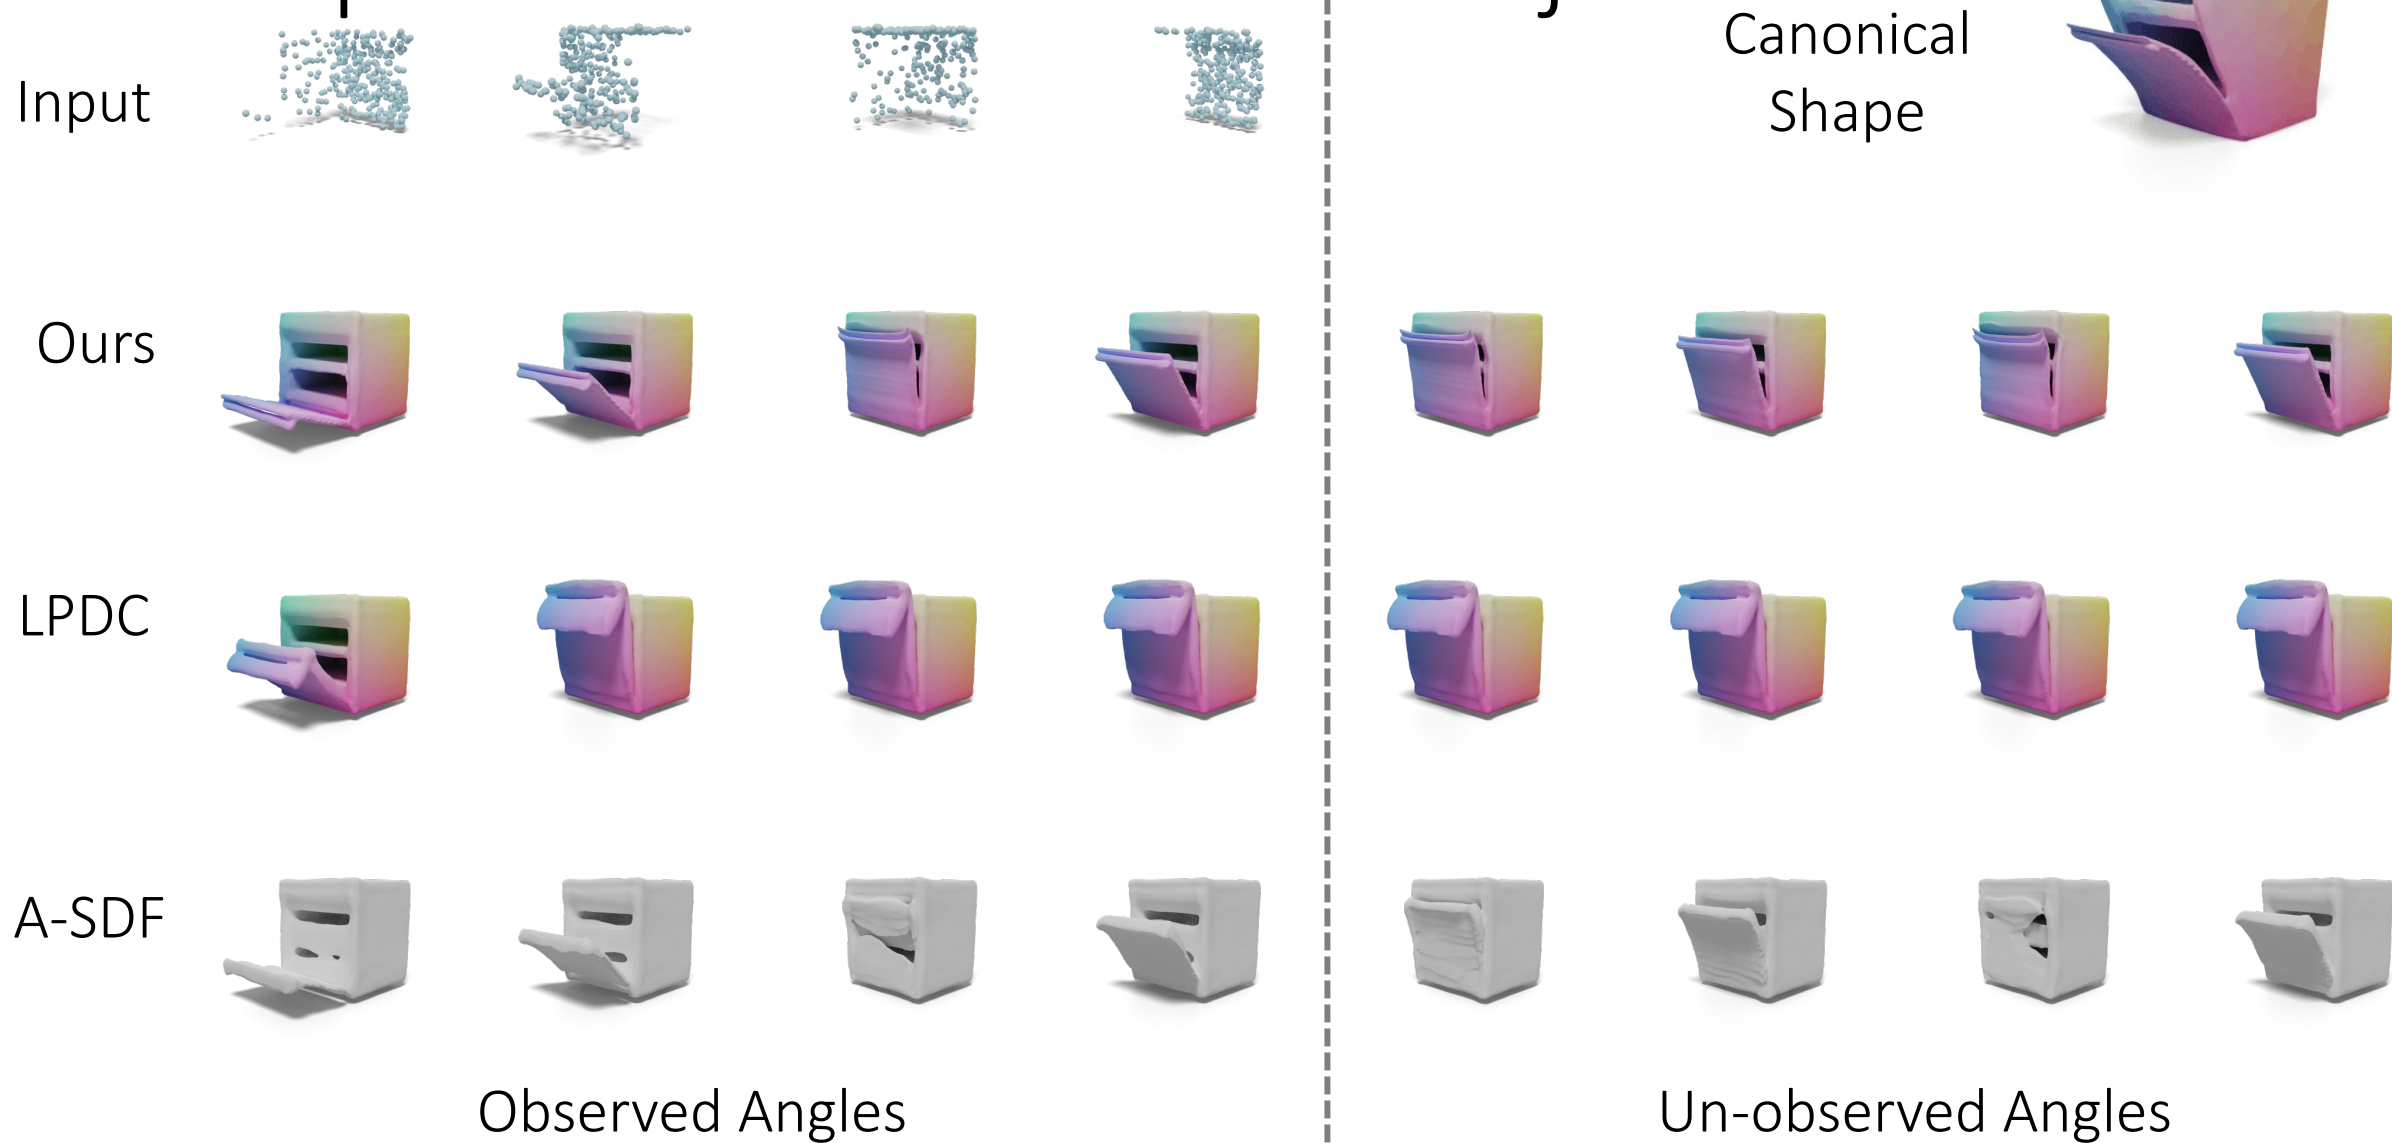 Input
Canonical
Shape
Ours
LPDC
A-SDF
Observed Angles
Un-observed Angles